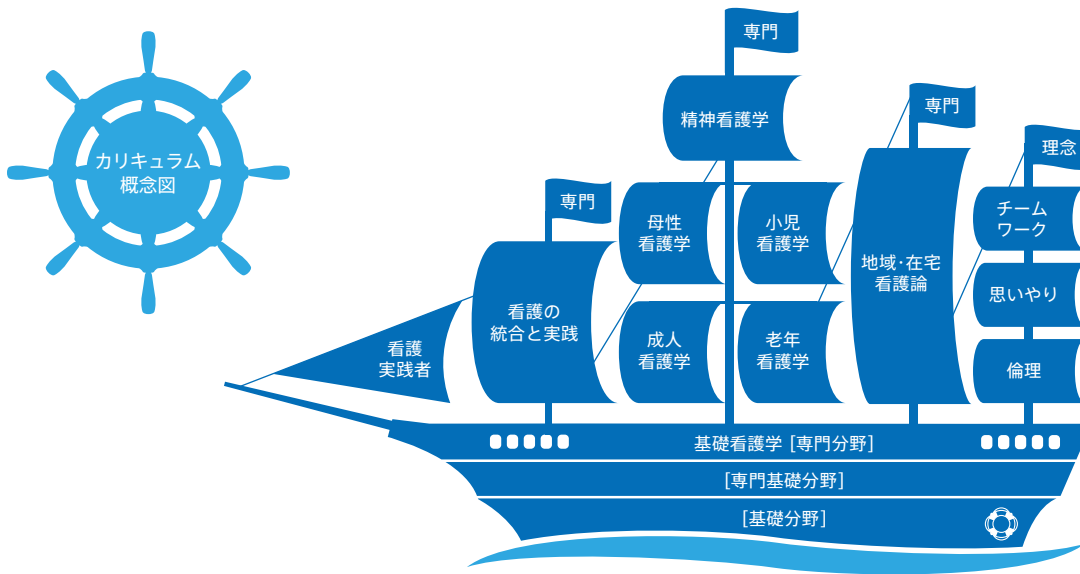 カリキュラム
概念図
専門
精神看護学
専門
理念
専門
母性
看護学
小児
看護学
地域･在宅
看護論
チーム
ワーク
思いやり
倫理
看護の
統合と実践
成人
看護学
老年
看護学
看護
実践者
基礎看護学 [専門分野]
[専門基礎分野]
[基礎分野]